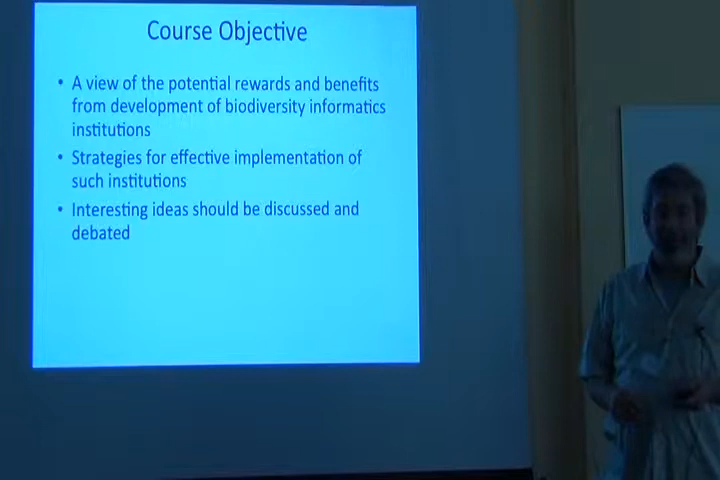 Course Objective
• A view of the potential rewards and benefits
from development of biodiversity informatics
institutions
• Strategies for effective implementation of
such institutions
• Interesting ideas should be discussed and
debated